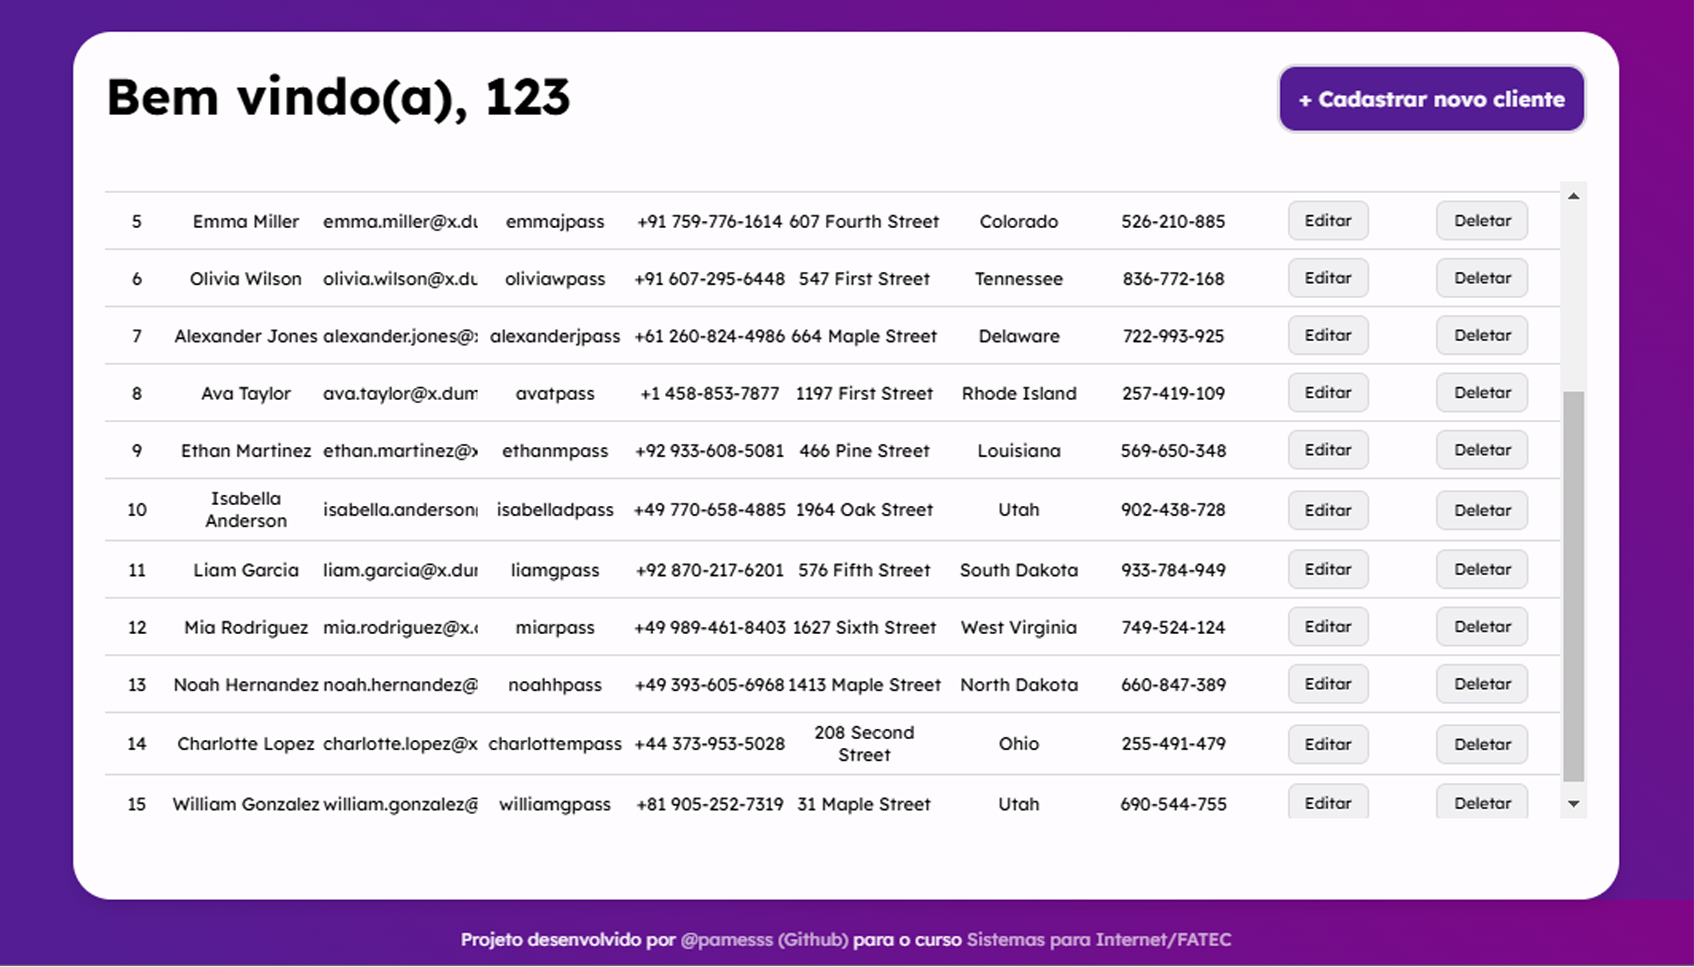 Bem vindo(a), 123
+ Cadastrar novo cliente
5 Emma Miller emma.miller@x.du emmajpass +91 759-776-1614 607 Fourth Street Colorado 526-210-885 Editar Deletar
6 Olivia Wilson olivia.wilson@x.du oliviawpass +91 607-295-6448 547 First Street Tennessee 836-772-168 Editar Deletar
7 Alexander Jones alexander.jones@ alexanderjpass +61 260-824-4986 664 Maple Street Delaware 722-993-925 Editar Deletar
8 Ava Taylor ava.taylor@x.dum avatpass +1 458-853-7877 1197 First Street Rhode Island 257-419-109 Editar Deletar
9 Ethan Martinez ethan.martinez@x ethanmpass +92 933-608-5081 466 Pine Street Louisiana 569-650-348 Editar Deletar
10 Isabella Anderson isabella.anderson isabelladpass +49 770-658-4885 1964 Oak Street Utah 902-438-728 Editar Deletar
11 Liam Garcia liam.garcia@x.du liamgpass +92 870-217-6201 576 Fifth Street South Dakota 933-784-949 Editar Deletar
12 Mia Rodriguez mia.rodriguez@x. miarpass +49 989-461-8403 1627 Sixth Street West Virginia 749-524-124 Editar Deletar
13 Noah Hernandez noah.hernandez@ noahhpass +49 393-605-6968 1413 Maple Street North Dakota 660-847-389 Editar Deletar
14 Charlotte Lopez charlotte.lopez@x charlottempass +44 373-953-5028 208 Second Street Ohio 255-491-479 Editar Deletar
15 William Gonzalez william.gonzalez@ williamgpass +81 905-252-7319 31 Maple Street Utah 690-544-755 Editar Deletar
Projeto desenvolvido por @pamesss (Github) para o curso Sistemas para Internet/FATEC